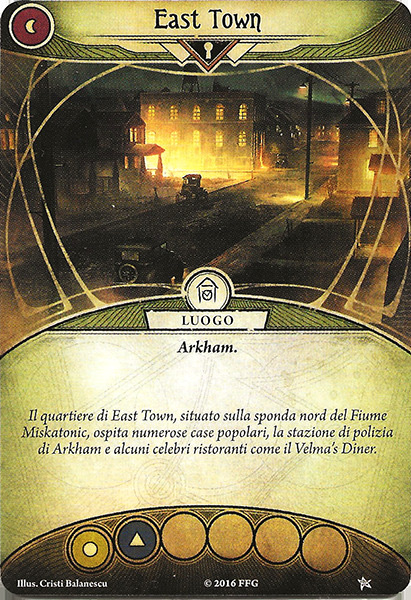 East Town
LUOGO
Arkham.
Il quartiere di East Town, situato sulla sponda nord del Fiume
Miskatonic, ospita numerose case popolari, la stazione di polizia
di Arkham e alcuni celebri ristoranti come il Velma's Diner.
Illus. Cristi Balanescu
© 2016 FFG